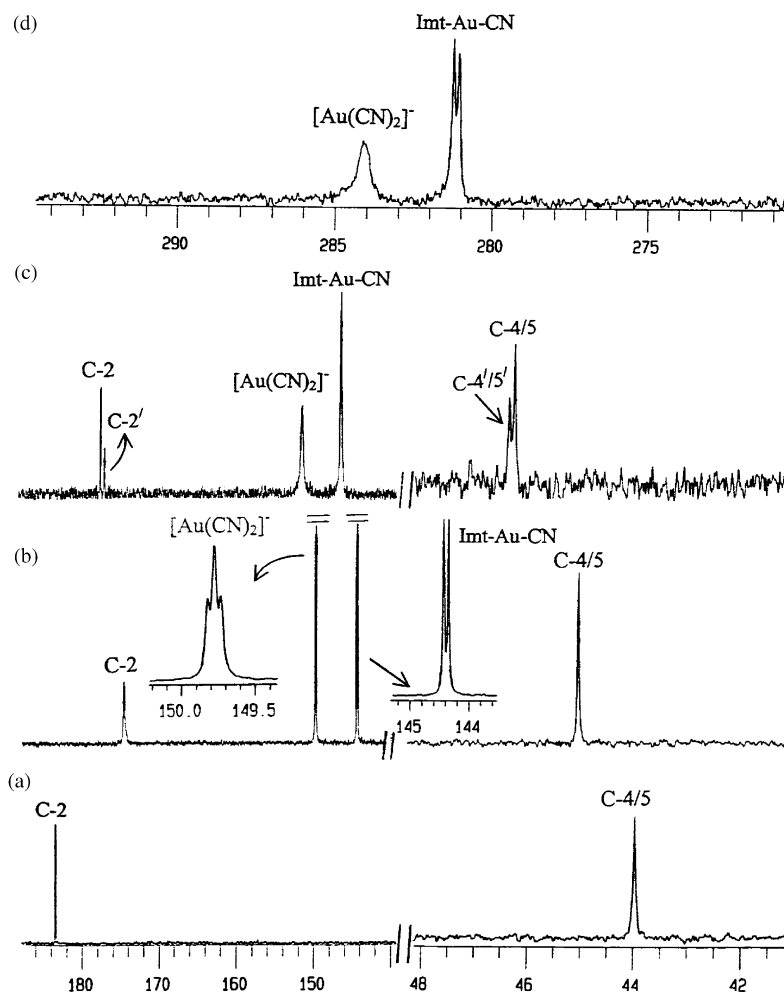 (d)
Imt-Au-CN
[Au(CN)₂]⁻
290 285 280 275
(c)
Imt-Au-CN
C-2
C-2′
[Au(CN)₂]⁻
C-4/5
C-4′/5′
(b)
[Au(CN)₂]⁻
Imt-Au-CN
C-4/5
C-2
150.0 149.5
145 144
(a)
C-2
C-4/5
180 170 160 150 48 46 44 42